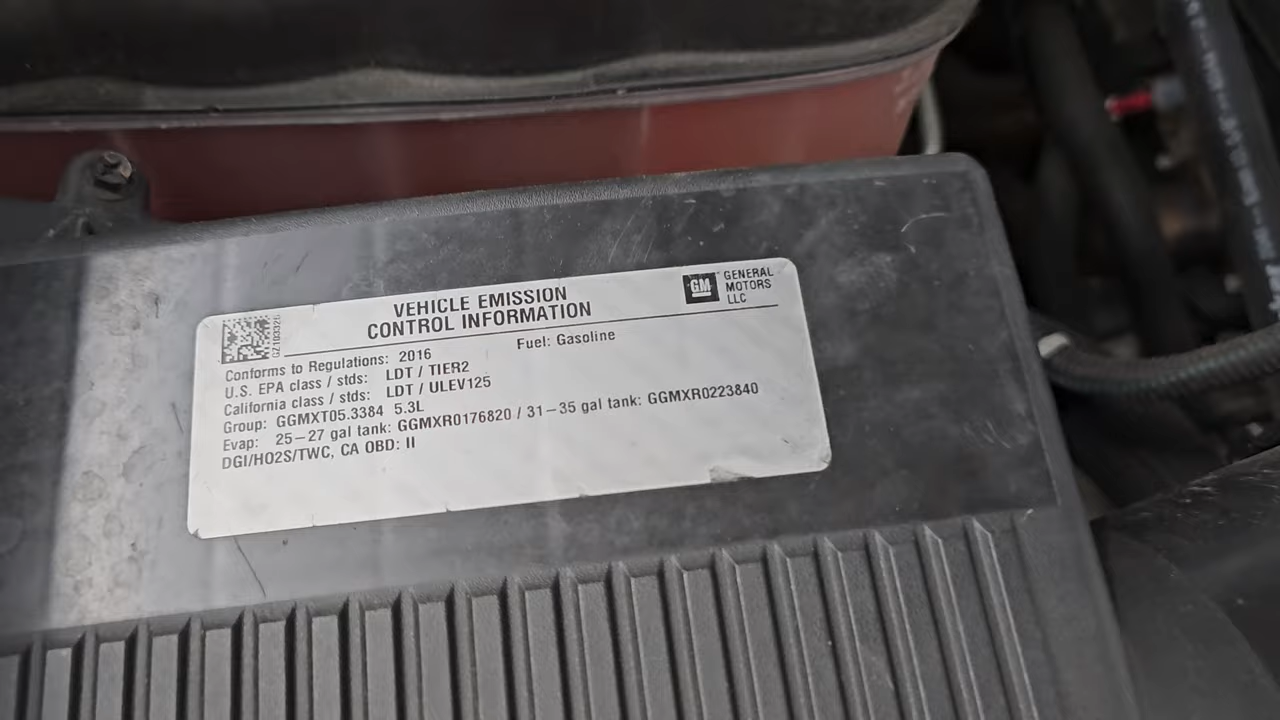 VEHICLE EMISSION
CONTROL INFORMATION
GM GENERAL
MOTORS
LLC
Conforms to Regulations: 2016
Fuel: Gasoline
U.S. EPA class / stds: LDT / TIER2
California class / stds: LDT / ULEV125
Group: GGMXT05.3384 5.3L
Evap: 25-27 gal tank: GGMXR0176820 / 31-35 gal tank: GGMXR0223840
DGI/HO2S/TWC, CA OBD: II